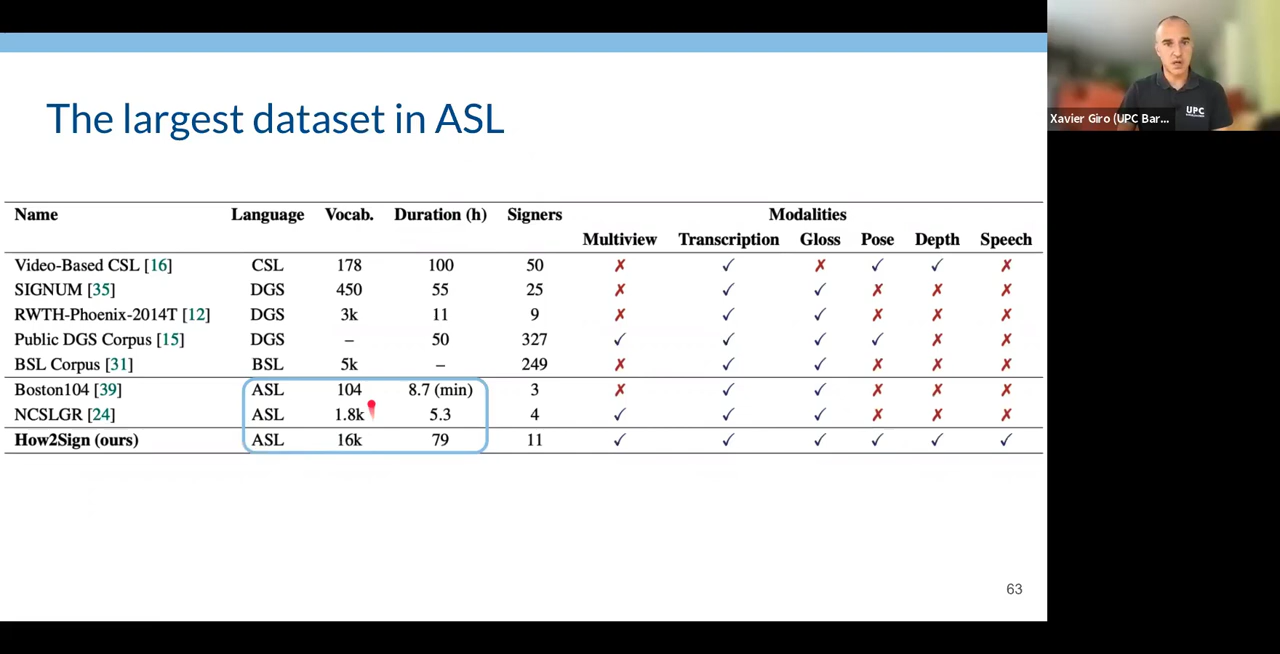 The largest dataset in ASL
Name Language Vocab. Duration (h) Signers Modalities
Multiview Transcription Gloss Pose Depth Speech
Video-Based CSL [16] CSL 178 100 50 ✗ ✓ ✗ ✓ ✓ ✗
SIGNUM [35] DGS 450 55 25 ✗ ✓ ✓ ✗ ✗ ✗
RWTH-Phoenix-2014T [12] DGS 3k 11 9 ✗ ✓ ✓ ✗ ✗ ✗
Public DGS Corpus [15] DGS – 50 327 ✓ ✓ ✓ ✓ ✗ ✗
BSL Corpus [31] BSL 5k – 249 ✗ ✓ ✓ ✗ ✗ ✗
Boston104 [39] ASL 104 8.7 (min) 3 ✗ ✓ ✓ ✗ ✗ ✗
NCSLGR [24] ASL 1.8k 5.3 4 ✓ ✓ ✓ ✗ ✗ ✗
How2Sign (ours) ASL 16k 79 11 ✓ ✓ ✓ ✓ ✓ ✓
63
UPC
Xavier Giro (UPC Bar...